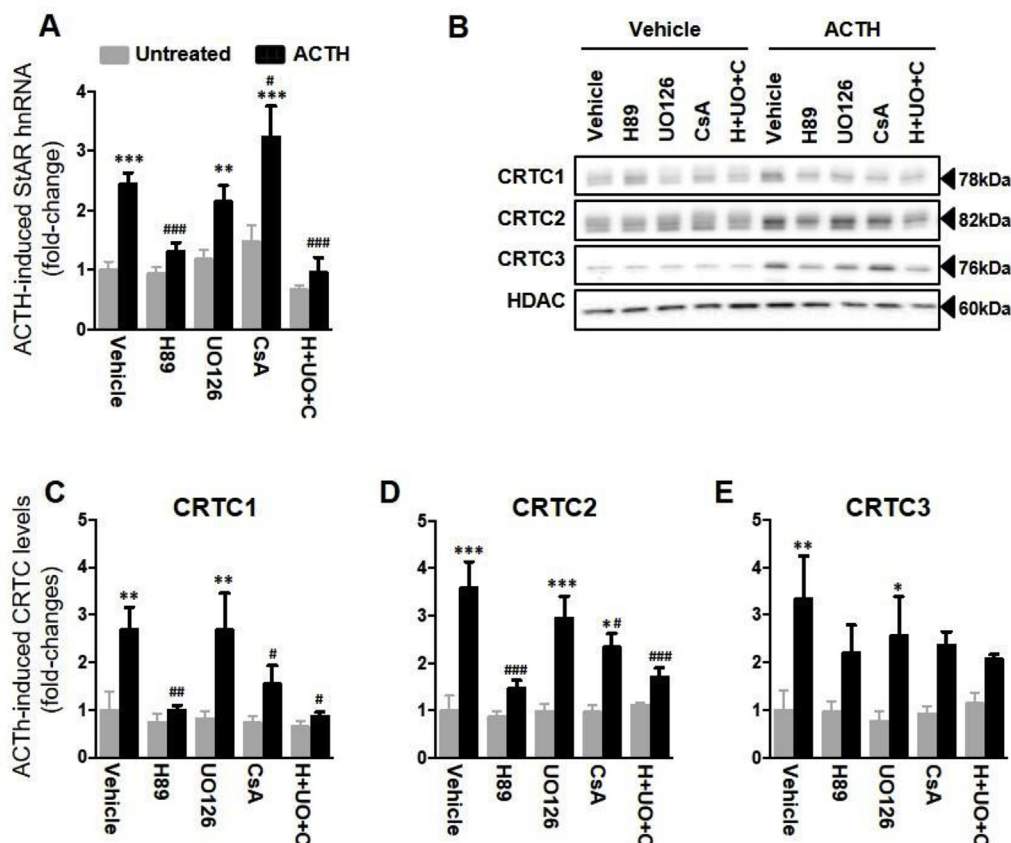 A
Untreated ACTH
ACTH-induced StAR hnRNA
(fold-change)
4
3
2
1
0
***
###
**
#
***
###
Vehicle
H89
UO126
CsA
H+UO+C
B
Vehicle ACTH
Vehicle H89 UO126 CsA H+UO+C Vehicle H89 UO126 CsA H+UO+C
CRTC1 78kDa
CRTC2 82kDa
CRTC3 76kDa
HDAC 60kDa
ACTh-induced CRTC levels
(fold-changes)
C
CRTC1
5
4
3
2
1
0
**
##
**
#
#
Vehicle
H89
UO126
CsA
H+UO+C
D
CRTC2
5
4
3
2
1
0
***
###
***
*#
###
Vehicle
H89
UO126
CsA
H+UO+C
E
CRTC3
5
4
3
2
1
0
**
*
Vehicle
H89
UO126
CsA
H+UO+C